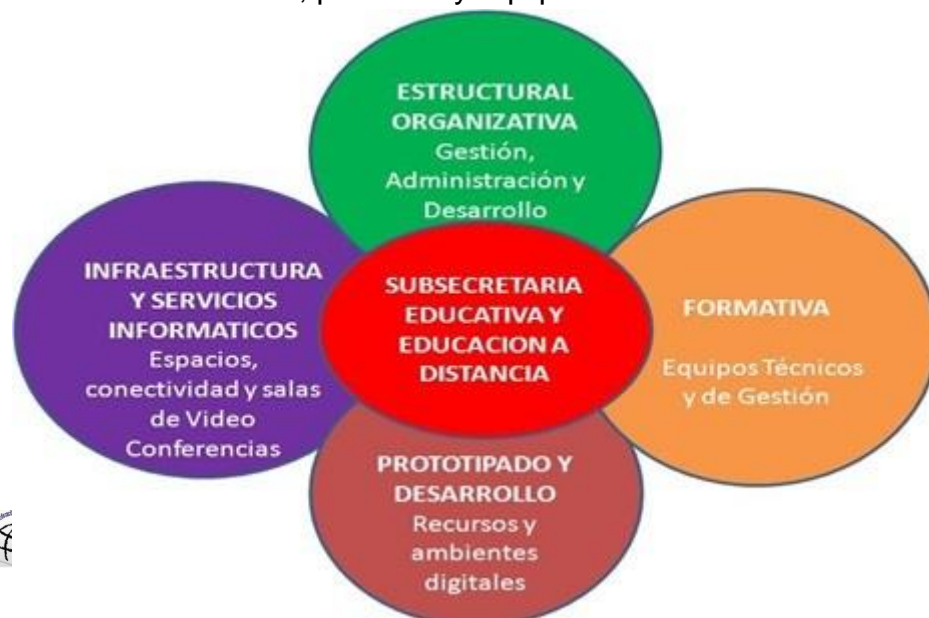 ESTRUCTURAL
ORGANIZATIVA
Gestión,
Administración y
Desarrollo
INFRAESTRUCTURA
Y SERVICIOS
INFORMATICOS
Espacios,
conectividad y salas
de Video
Conferencias
SUBSECRETARIA
EDUCATIVA Y
EDUCACION A
DISTANCIA
FORMATIVA
Equipos Técnicos
y de Gestión
PROTOTIPADO Y
DESARROLLO
Recursos y
ambientes
digitales